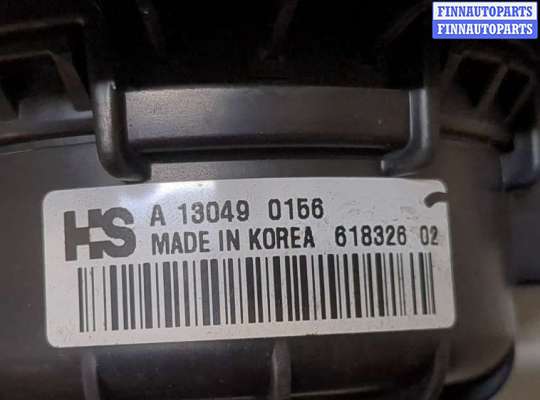 FINNAUTOPARTS
FINNAUTOPARTS
HS
A 13049 0156
MADE IN KOREA 618326 02